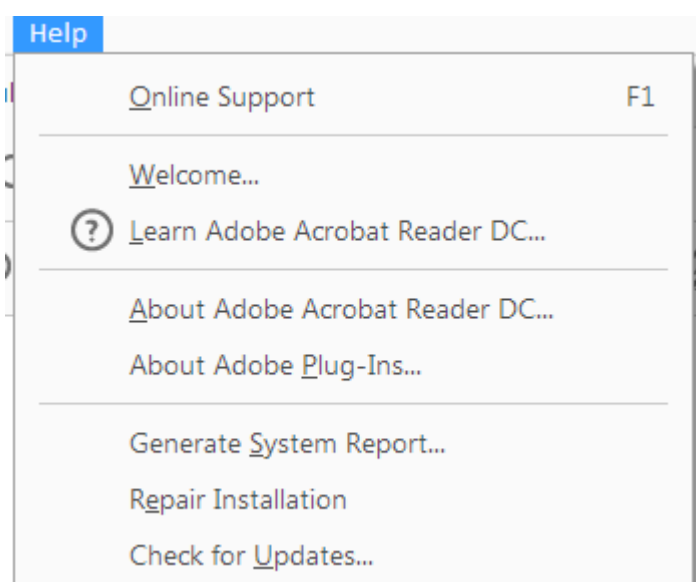 Help
Online Support F1
Welcome...
Learn Adobe Acrobat Reader DC...
About Adobe Acrobat Reader DC...
About Adobe Plug-Ins...
Generate System Report...
Repair Installation
Check for Updates...